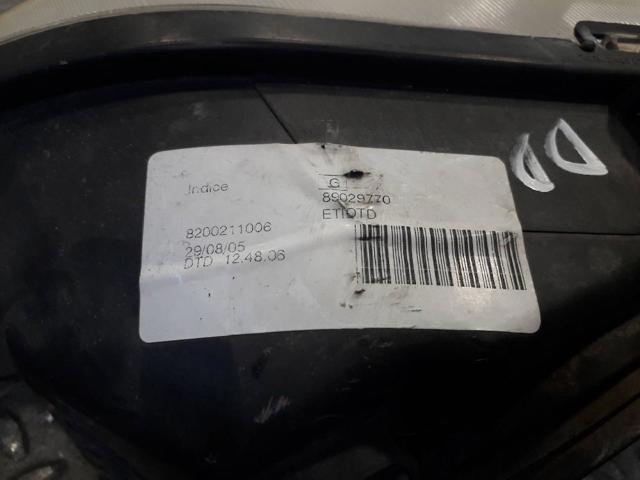 Indice
G
89029770
ETIDTD
8200211006
29/08/05
DTD 12.48.06
DD